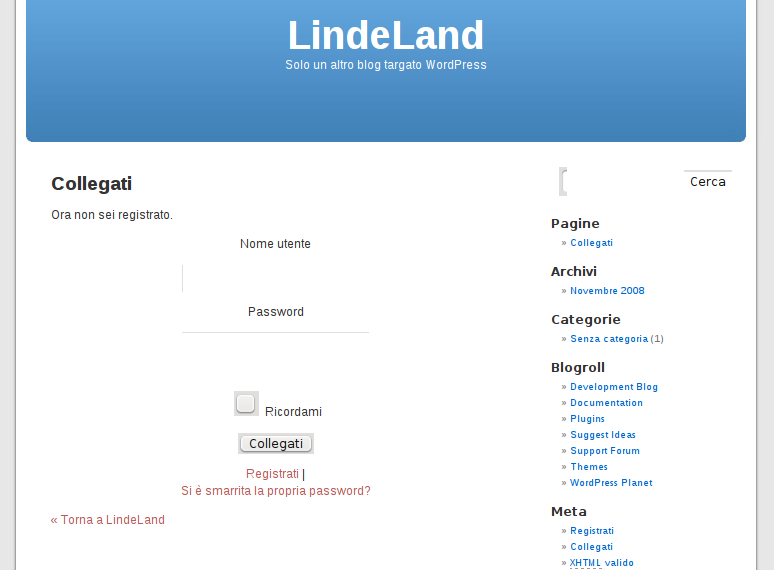 LindeLand
Solo un altro blog targato WordPress
Collegati
Ora non sei registrato.
Nome utente
Password
Ricordami
Collegati
Registrati |
Si è smarrita la propria password?
« Torna a LindeLand
Cerca
Pagine
» Collegati
Archivi
» Novembre 2008
Categorie
» Senza categoria (1)
Blogroll
» Development Blog
» Documentation
» Plugins
» Suggest Ideas
» Support Forum
» Themes
» WordPress Planet
Meta
» Registrati
» Collegati
» XHTML valido